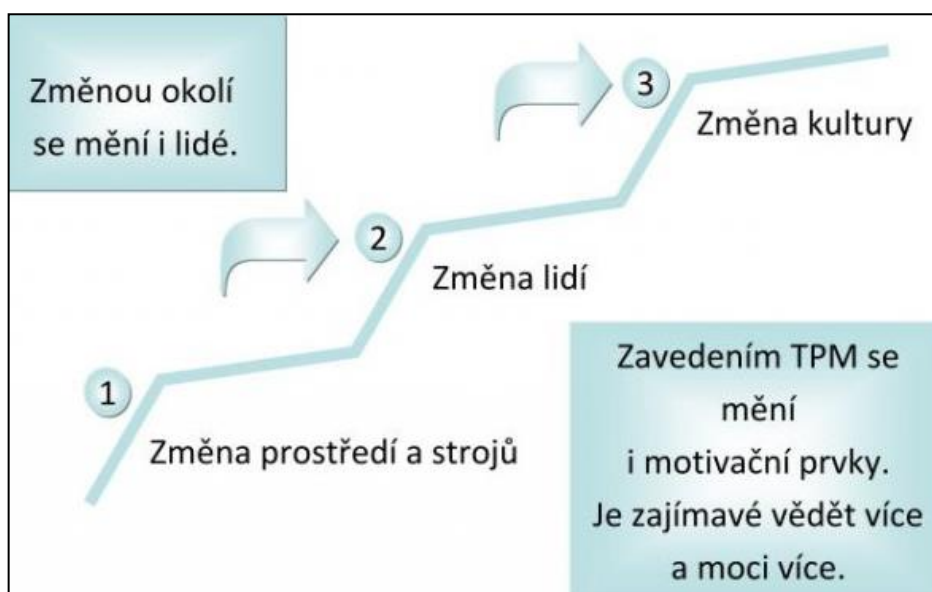 Změnou okolí
se mění i lidé.
3
Změna kultury
2
Změna lidí
1
Změna prostředí a strojů
Zavedením TPM se
mění
i motivační prvky.
Je zajímavé vědět více
a moci více.